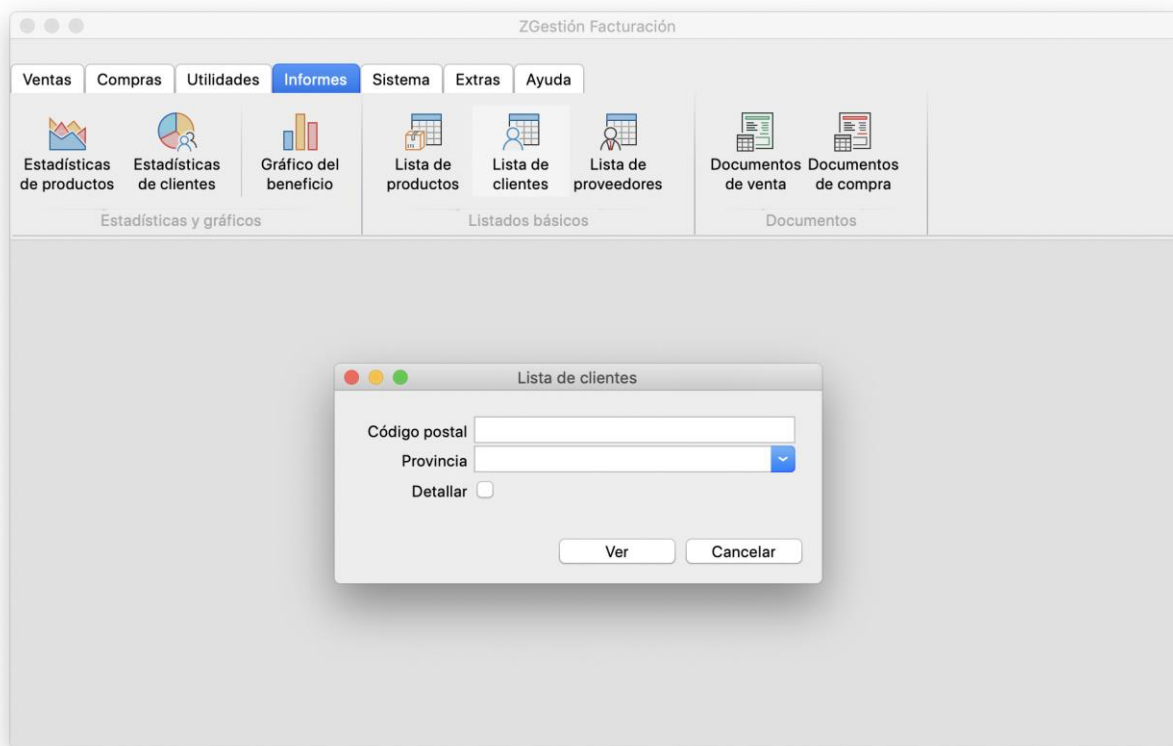 ZGestión Facturación
Ventas Compras Utilidades Informes Sistema Extras Ayuda
Estadísticas de productos
Estadísticas de clientes
Gráfico del beneficio
Lista de productos
Lista de clientes
Lista de proveedores
Documentos de venta
Documentos de compra
Estadísticas y gráficos
Listados básicos
Documentos
Lista de clientes
Código postal
Provincia
Detallar
Ver Cancelar